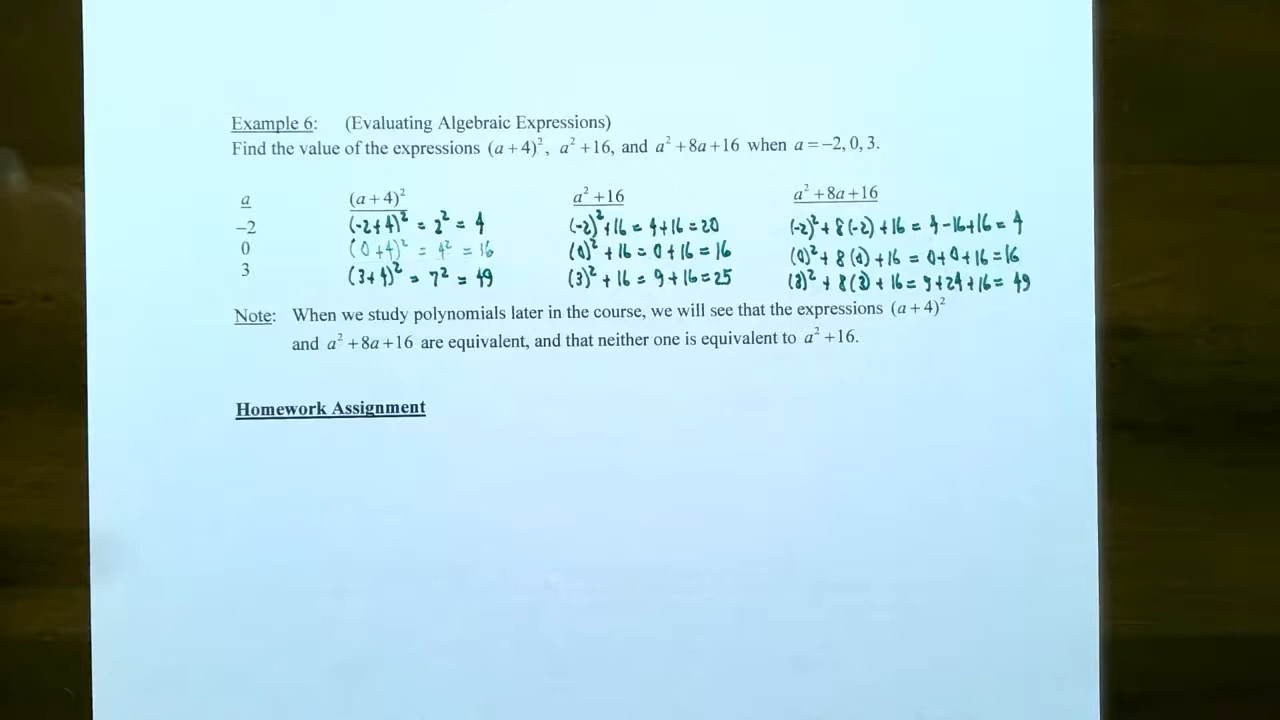 Example 6: (Evaluating Algebraic Expressions)
Find the value of the expressions (a+4)², a²+16, and a²+8a+16 when a=−2, 0, 3.
a (a+4)² a²+16 a²+8a+16
−2 (-2+4)² = 2² = 4 (-2)²+16 = 4+16 = 20 (-2)²+8(-2)+16 = 4-16+16 = 4
0 (0+4)² = 4² = 16 (0)²+16 = 0+16 = 16 (0)²+8(0)+16 = 0+0+16 = 16
3 (3+4)² = 7² = 49 (3)²+16 = 9+16 = 25 (3)²+8(3)+16 = 9+24+16 = 49
Note: When we study polynomials later in the course, we will see that the expressions (a+4)²
and a²+8a+16 are equivalent, and that neither one is equivalent to a²+16.
Homework Assignment